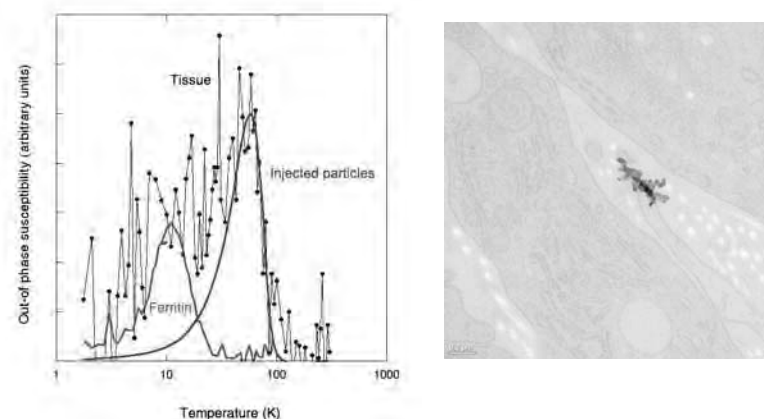 Out-of phase susceptibility (arbitrary units)
Tissue
Injected particles
Ferritin
1
10
100
1000
Temperature (K)